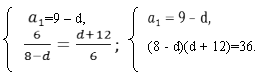 a₁=9 – d,
6/(8–d) = (d+12)/6 ;
a₁ = 9 - d,
(8 - d)(d + 12)=36.